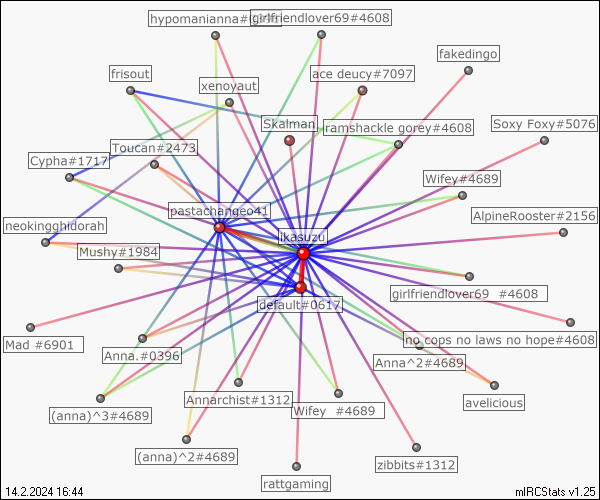 hypomanianna#
girlfriendlover69#4608
fakedingo
frisout
xenoyaut
ace deucy#7097
Skalman
ramshackle gorey#4608
Soxy Foxy#5076
Toucan#2473
Cypha#1717
Wifey#4689
pastachangeo41
AlpineRooster#2156
neokingghidorah
ikasuzu
Mushy#1984
girlfriendlover69 #4608
default#0617
no cops no laws no hope#4608
Mad #6901
Anna.#0396
Anna^2#4689
Annarchist#1312
Wifey #4689
avelicious
(anna)^3#4689
(anna)^2#4689
zibbits#1312
rattgaming
14.2.2024 16:44
mIRCStats v1.25